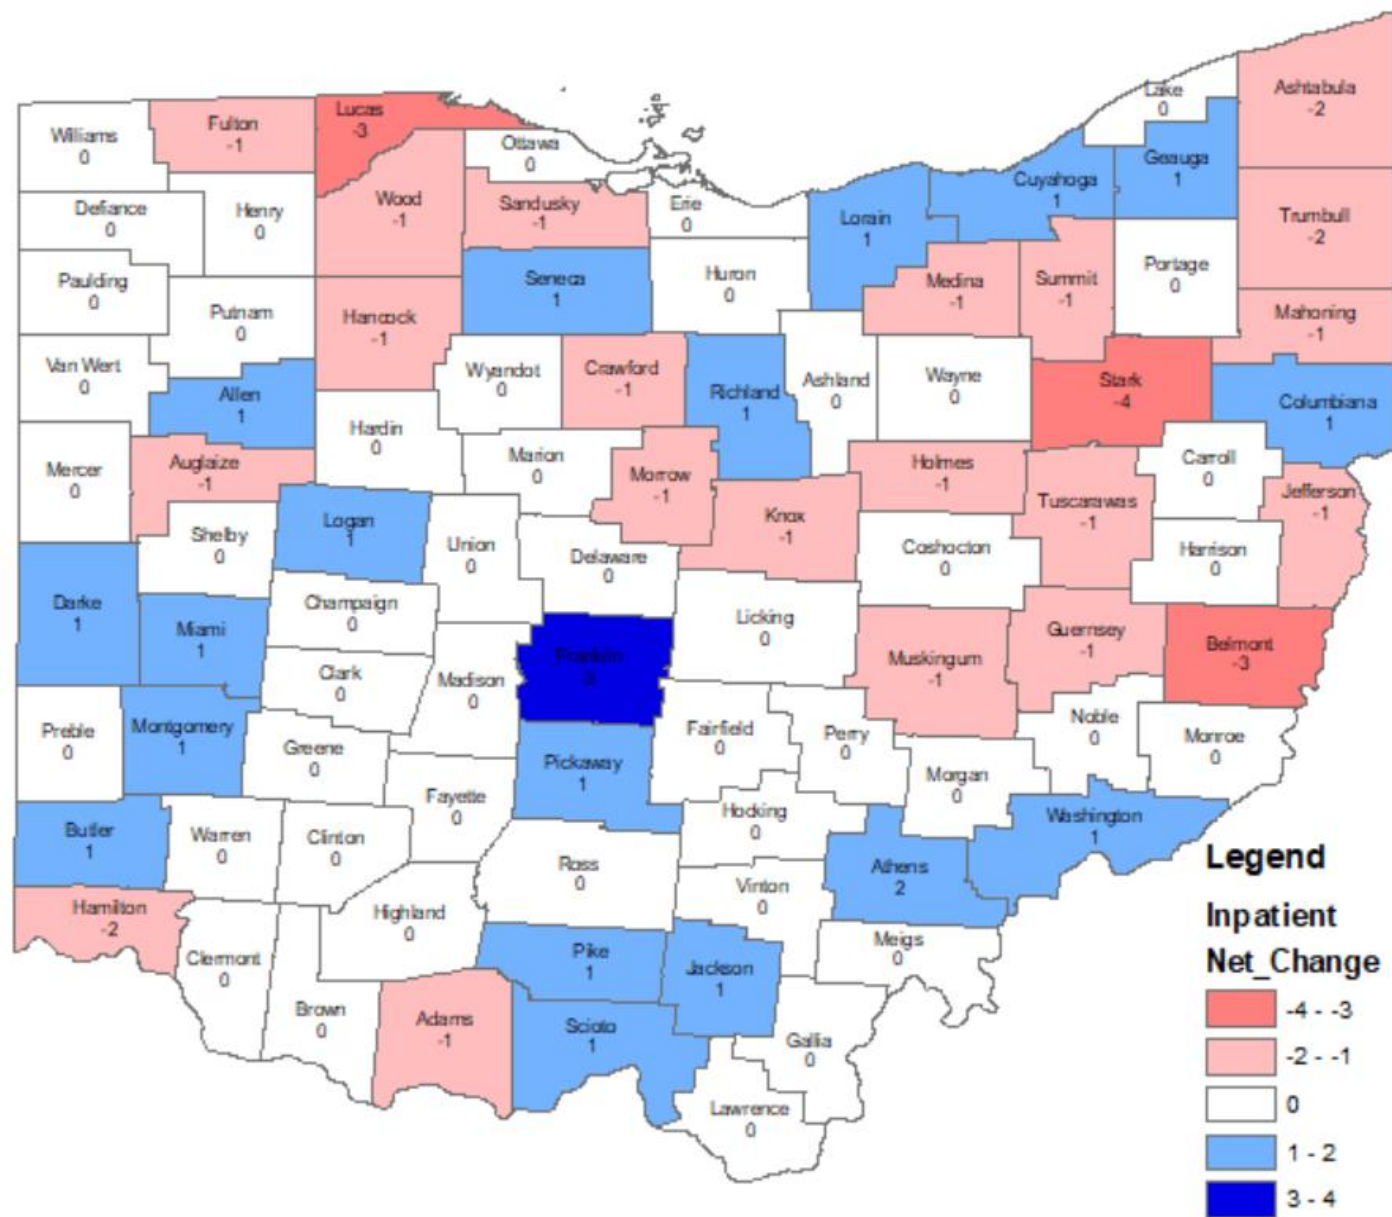 Williams
0
Fulton
-1
Lucas
-3
Ottawa
0
Lake
0
Ashtabula
-2
Defiance
0
Henry
0
Wood
-1
Sandusky
-1
Erie
0
Lorain
1
Cuyahoga
1
Geauga
1
Trumbull
-2
Paulding
0
Putnam
0
Hancock
-1
Seneca
1
Huron
0
Medina
-1
Summit
-1
Portage
0
Mahoning
-1
Van Wert
0
Allen
1
Wyandot
0
Crawford
-1
Richland
1
Ashland
0
Wayne
0
Stark
-4
Columbiana
1
Mercer
0
Auglaize
-1
Hardin
0
Marion
0
Morrow
-1
Knox
-1
Holmes
-1
Tuscarawas
-1
Carroll
0
Jefferson
-1
Shelby
0
Logan
1
Union
0
Delaware
0
Coshocton
0
Harrison
0
Darke
1
Miami
1
Champaign
0
Franklin
Licking
0
Muskingum
-1
Guernsey
-1
Belmont
-3
Clark
0
Madison
0
Preble
0
Montgomery
1
Greene
0
Fairfield
0
Perry
0
Noble
0
Monroe
0
Pickaway
1
Morgan
0
Fayette
0
Hocking
0
Washington
1
Butler
1
Warren
0
Clinton
0
Ross
0
Vinton
0
Athens
2
Hamilton
-2
Clermont
0
Highland
0
Pike
1
Jackson
1
Meigs
0
Brown
0
Adams
-1
Scioto
1
Gallia
0
Lawrence
0
Legend
Inpatient
Net_Change
-4 - -3
-2 - -1
0
1 - 2
3 - 4